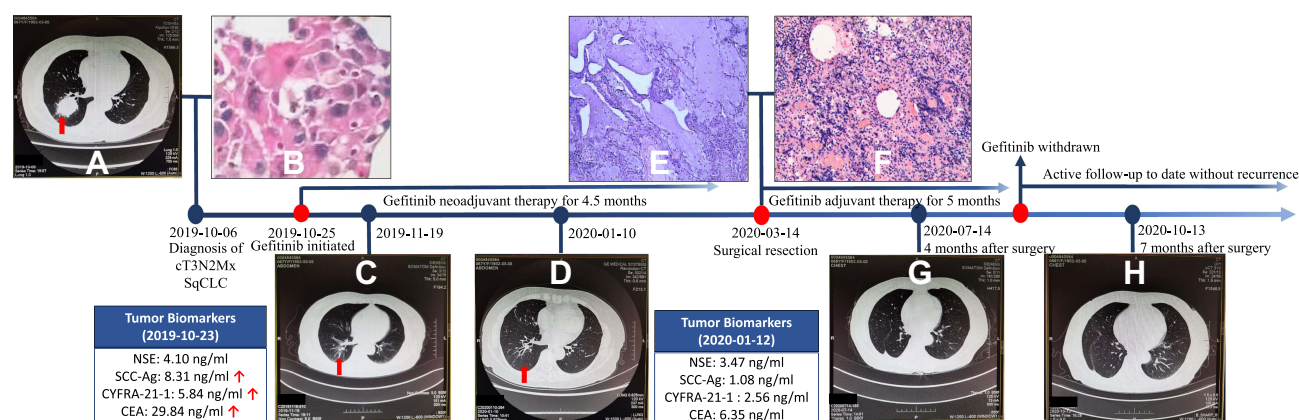 A
B
E
F
Gefitinib withdrawn
Active follow-up to date without recurrence
Gefitinib neoadjuvant therapy for 4.5 months
Gefitinib adjuvant therapy for 5 months
2019-10-06
Diagnosis of
cT3N2Mx
SqCLC
2019-10-25
Gefitinib initiated
2019-11-19
2020-01-10
2020-03-14
Surgical resection
2020-07-14
4 months after surgery
2020-10-13
7 months after surgery
C
D
G
H
ABDOMEN
ABDOMEN
CHEST
CHEST
Tumor Biomarkers
(2019-10-23)
NSE: 4.10 ng/ml
SCC-Ag: 8.31 ng/ml ↑
CYFRA-21-1: 5.84 ng/ml ↑
CEA: 29.84 ng/ml ↑
Tumor Biomarkers
(2020-01-12)
NSE: 3.47 ng/ml
SCC-Ag: 1.08 ng/ml
CYFRA-21-1 : 2.56 ng/ml
CEA: 6.35 ng/ml